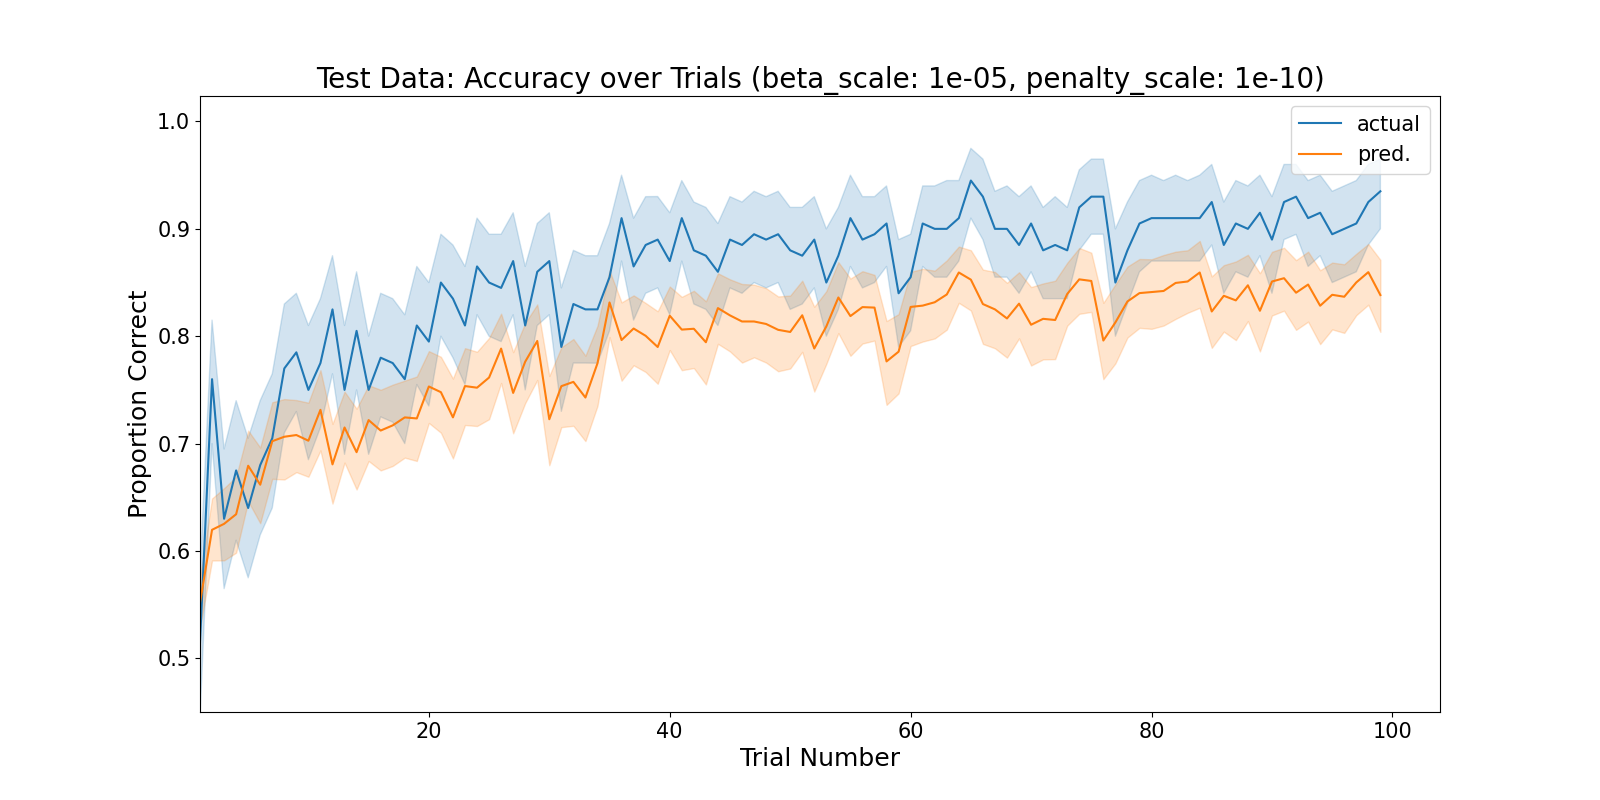 Test Data: Accuracy over Trials (beta_scale: 1e-05, penalty_scale: 1e-10)
actual
pred.
1.0
0.9
0.8
0.7
0.6
0.5
Proportion Correct
20
40
60
80
100
Trial Number